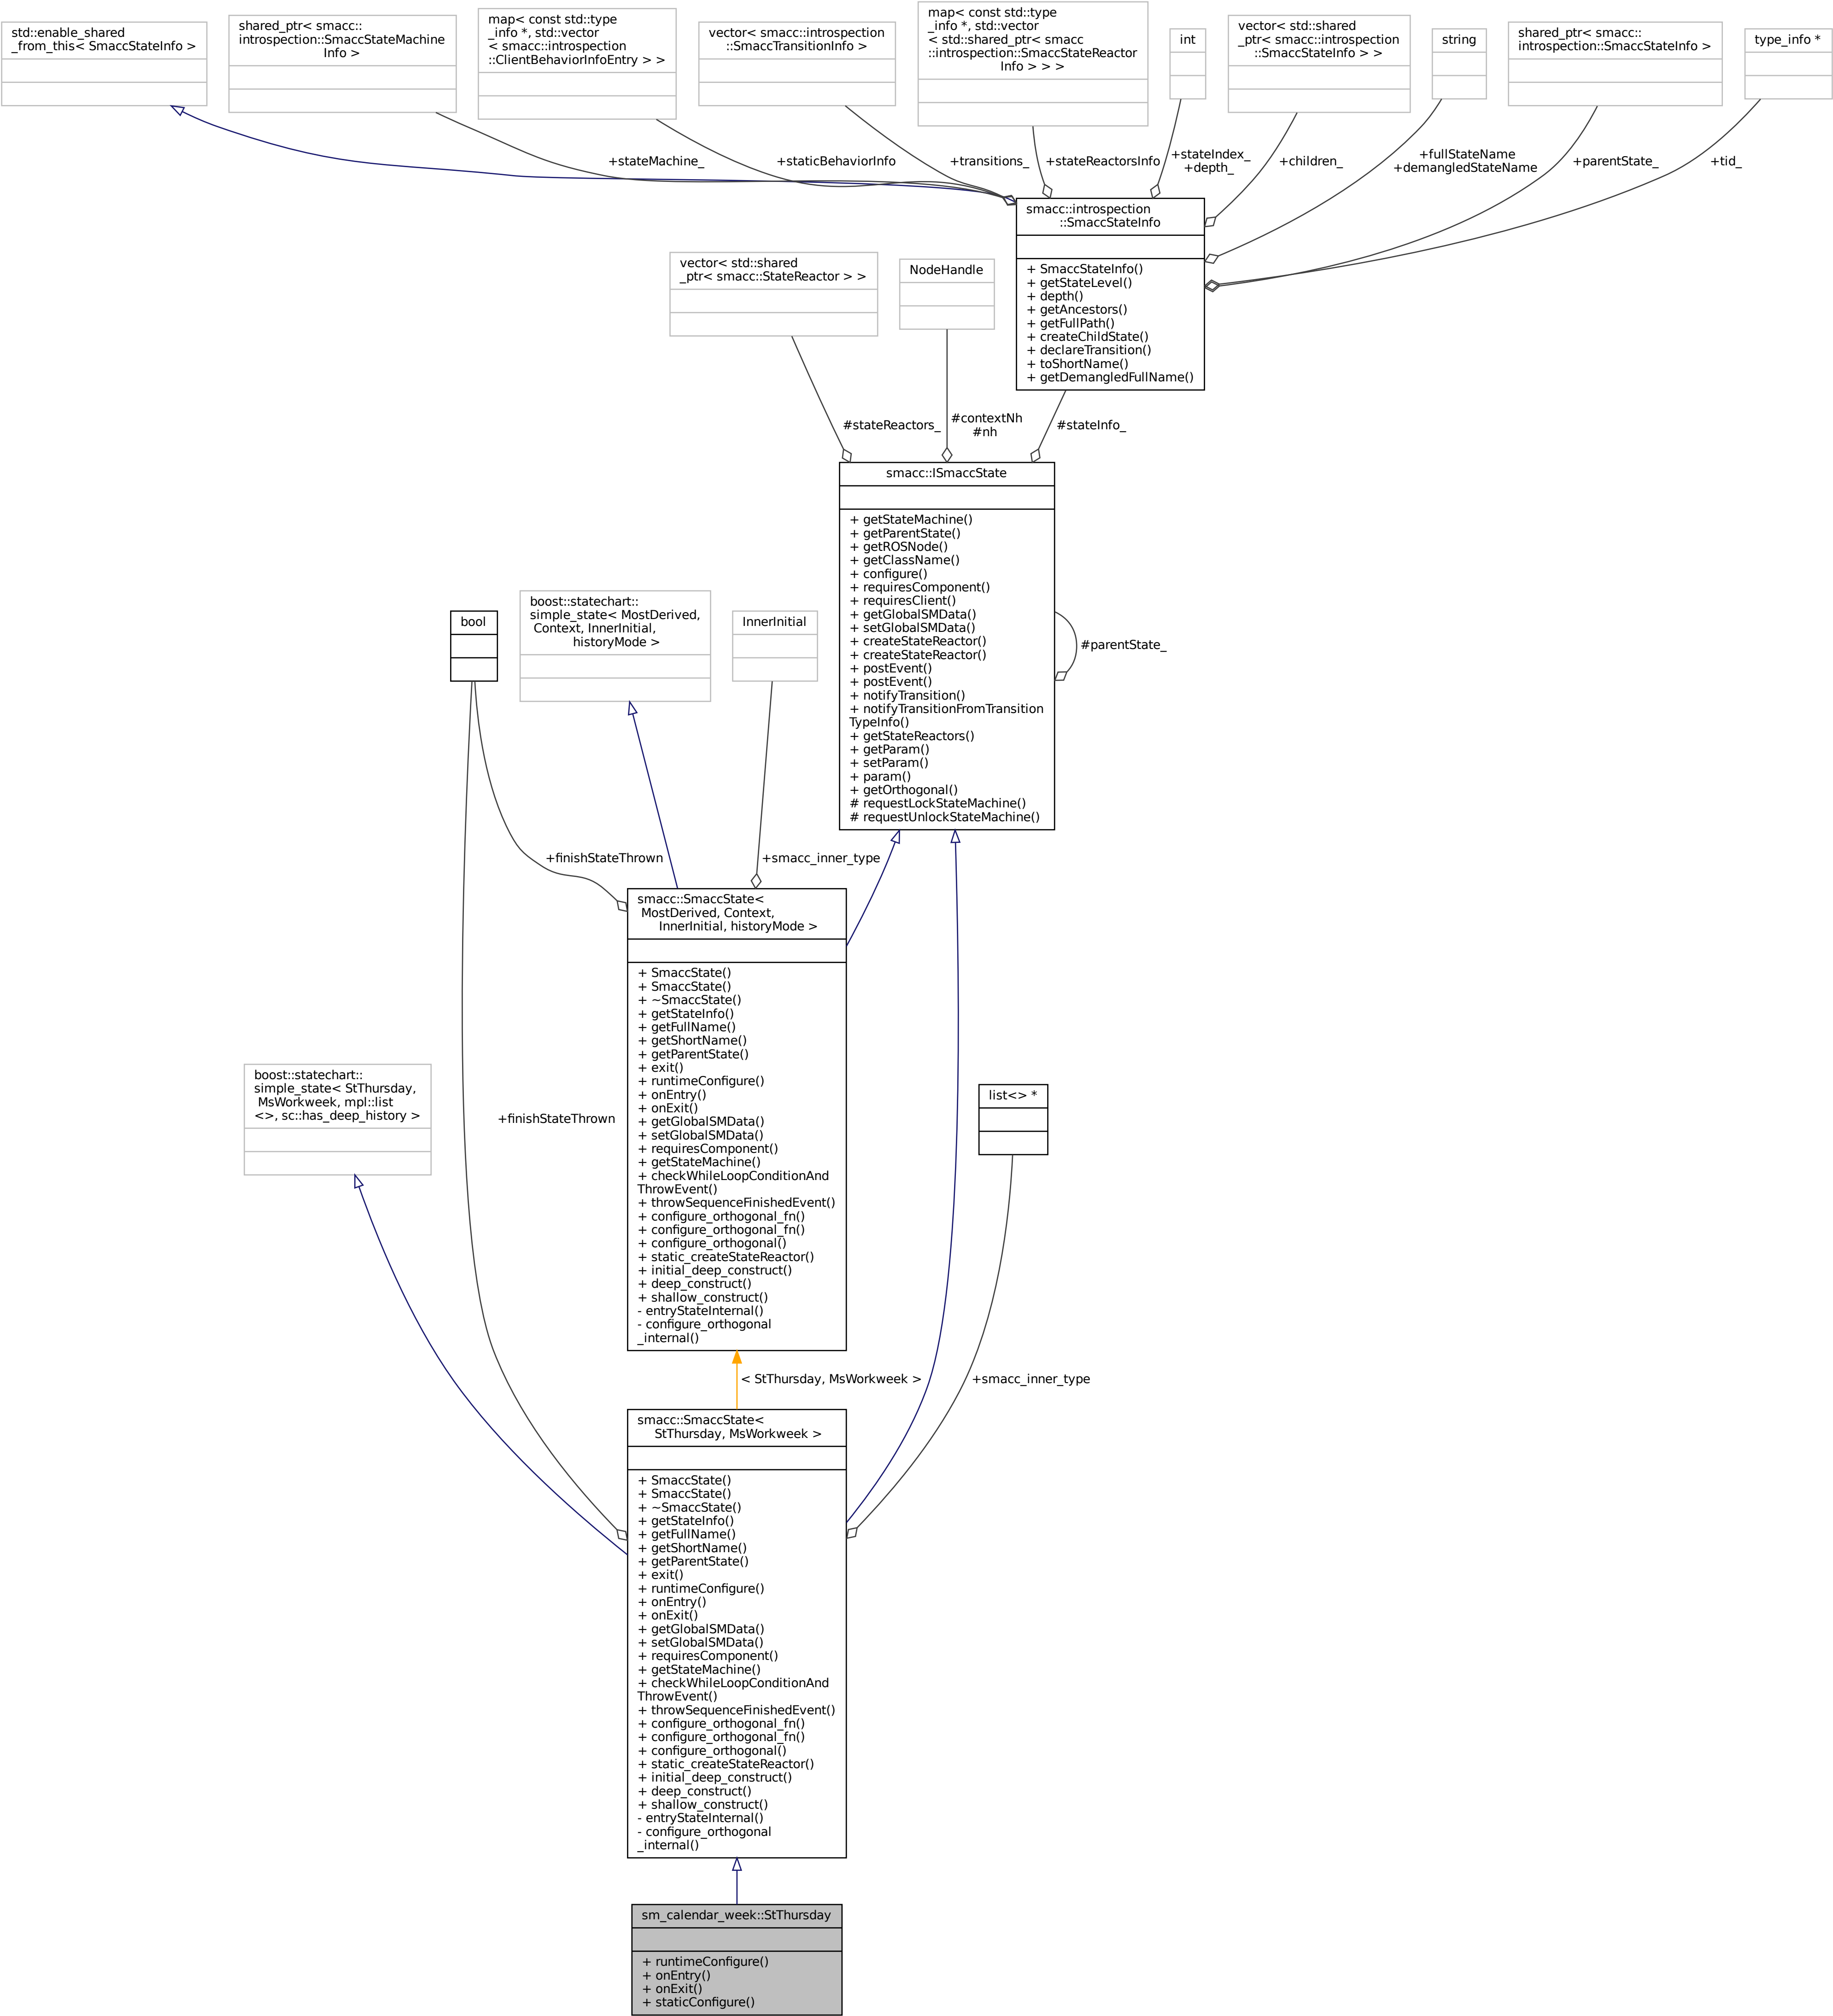 std::enable_shared
_from_this< SmaccStateInfo >
shared_ptr< smacc::
introspection::SmaccStateMachine
Info >
map< const std::type
_info *, std::vector
< smacc::introspection
::ClientBehaviorInfoEntry > >
vector< smacc::introspection
::SmaccTransitionInfo >
map< const std::type
_info *, std::vector
< std::shared_ptr< smacc
::introspection::SmaccStateReactor
Info > > >
int
vector< std::shared
_ptr< smacc::introspection
::SmaccStateInfo > >
string
shared_ptr< smacc::
introspection::SmaccStateInfo >
type_info *
+stateMachine_
+staticBehaviorInfo
+transitions_
+stateReactorsInfo
+stateIndex_
+depth_
+children_
+fullStateName
+demangledStateName
+parentState_
+tid_
smacc::introspection
::SmaccStateInfo
+ SmaccStateInfo()
+ getStateLevel()
+ depth()
+ getAncestors()
+ getFullPath()
+ createChildState()
+ declareTransition()
+ toShortName()
+ getDemangledFullName()
vector< std::shared
_ptr< smacc::StateReactor > >
NodeHandle
#stateReactors_
#contextNh
#nh
#stateInfo_
smacc::ISmaccState
+ getStateMachine()
+ getParentState()
+ getROSNode()
+ getClassName()
+ configure()
+ requiresComponent()
+ requiresClient()
+ getGlobalSMData()
+ setGlobalSMData()
+ createStateReactor()
+ createStateReactor()
+ postEvent()
+ postEvent()
+ notifyTransition()
+ notifyTransitionFromTransition
TypeInfo()
+ getStateReactors()
+ getParam()
+ setParam()
+ param()
+ getOrthogonal()
# requestLockStateMachine()
# requestUnlockStateMachine()
#parentState_
bool
boost::statechart::
simple_state< MostDerived,
Context, InnerInitial,
historyMode >
InnerInitial
+finishStateThrown
+smacc_inner_type
smacc::SmaccState<
MostDerived, Context,
InnerInitial, historyMode >
+ SmaccState()
+ SmaccState()
+ ~SmaccState()
+ getStateInfo()
+ getFullName()
+ getShortName()
+ getParentState()
+ exit()
+ runtimeConfigure()
+ onEntry()
+ onExit()
+ getGlobalSMData()
+ setGlobalSMData()
+ requiresComponent()
+ getStateMachine()
+ checkWhileLoopConditionAnd
ThrowEvent()
+ throwSequenceFinishedEvent()
+ configure_orthogonal_fn()
+ configure_orthogonal_fn()
+ configure_orthogonal()
+ static_createStateReactor()
+ initial_deep_construct()
+ deep_construct()
+ shallow_construct()
- entryStateInternal()
- configure_orthogonal
_internal()
boost::statechart::
simple_state< StThursday,
MsWorkweek, mpl::list
<>, sc::has_deep_history >
+finishStateThrown
list<> *
< StThursday, MsWorkweek >
+smacc_inner_type
smacc::SmaccState<
StThursday, MsWorkweek >
+ SmaccState()
+ SmaccState()
+ ~SmaccState()
+ getStateInfo()
+ getFullName()
+ getShortName()
+ getParentState()
+ exit()
+ runtimeConfigure()
+ onEntry()
+ onExit()
+ getGlobalSMData()
+ setGlobalSMData()
+ requiresComponent()
+ getStateMachine()
+ checkWhileLoopConditionAnd
ThrowEvent()
+ throwSequenceFinishedEvent()
+ configure_orthogonal_fn()
+ configure_orthogonal_fn()
+ configure_orthogonal()
+ static_createStateReactor()
+ initial_deep_construct()
+ deep_construct()
+ shallow_construct()
- entryStateInternal()
- configure_orthogonal
_internal()
sm_calendar_week::StThursday
+ runtimeConfigure()
+ onEntry()
+ onExit()
+ staticConfigure()